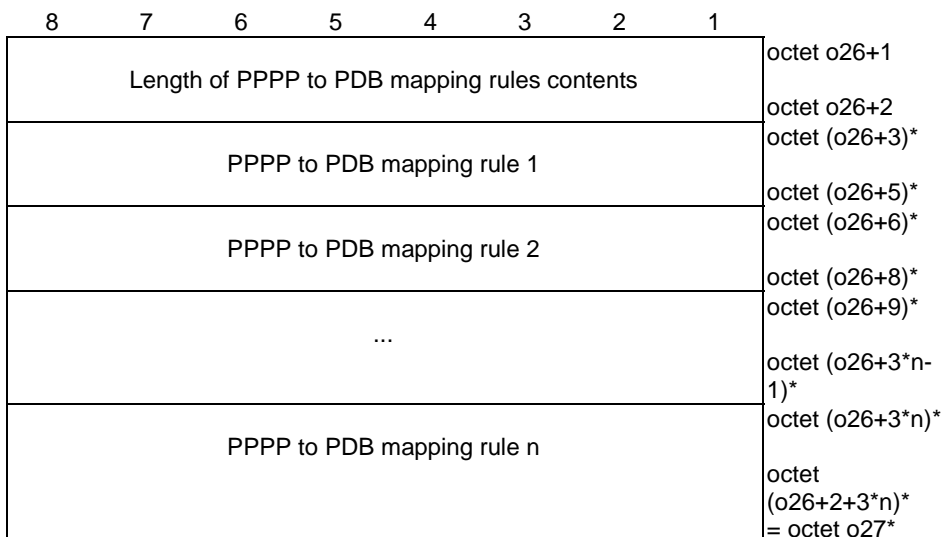 8 7 6 5 4 3 2 1
Length of PPPP to PDB mapping rules contents
octet o26+1
octet o26+2
PPPP to PDB mapping rule 1
octet (o26+3)*
octet (o26+5)*
PPPP to PDB mapping rule 2
octet (o26+6)*
octet (o26+8)*
...
octet (o26+9)*
octet (o26+3*n-
1)*
PPPP to PDB mapping rule n
octet (o26+3*n)*
octet
(o26+2+3*n)*
= octet o27*